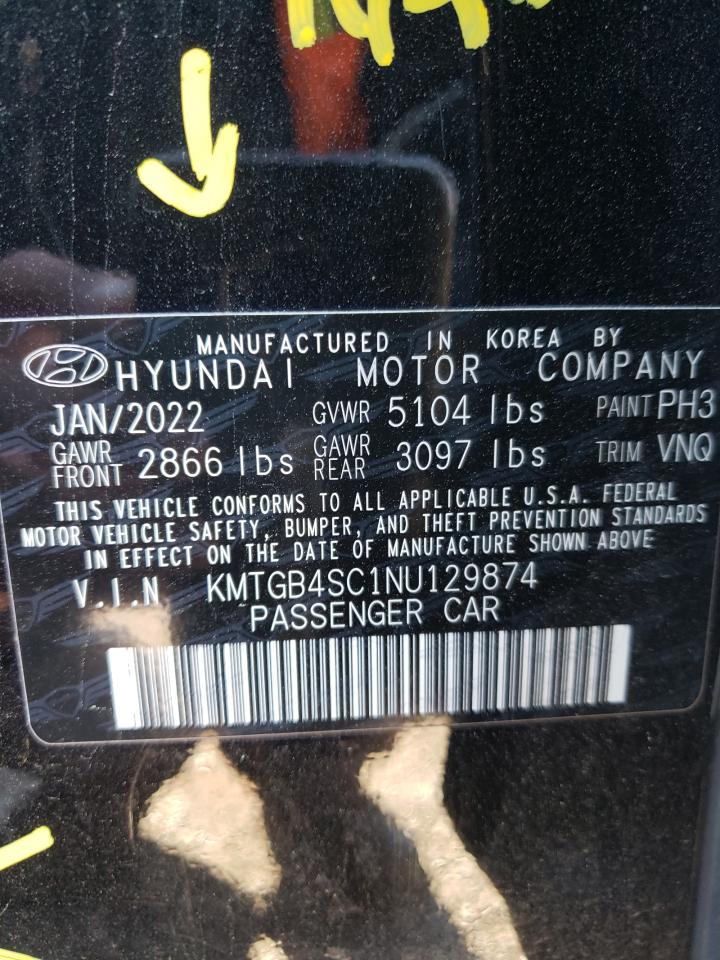 MANUFACTURED IN KOREA BY
HYUNDAI MOTOR COMPANY
JAN/2022 GVWR 5104 lbs PAINT PH3
GAWR FRONT 2866 lbs GAWR REAR 3097 lbs TRIM VNQ
THIS VEHICLE CONFORMS TO ALL APPLICABLE U.S.A. FEDERAL
MOTOR VEHICLE SAFETY, BUMPER, AND THEFT PREVENTION STANDARDS
IN EFFECT ON THE DATE OF MANUFACTURE SHOWN ABOVE
V.I.N KMTGB4SC1NU129874
PASSENGER CAR